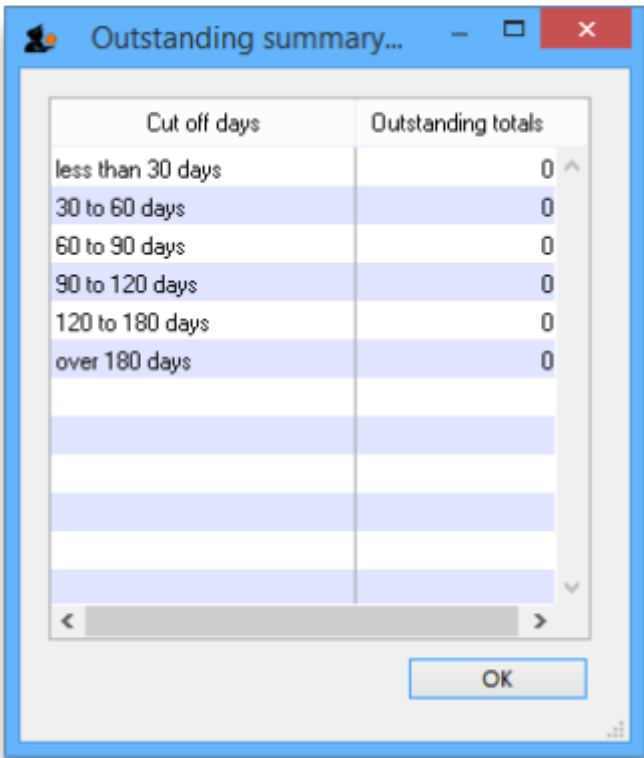 Outstanding summary...
Cut off days Outstanding totals
less than 30 days 0
30 to 60 days 0
60 to 90 days 0
90 to 120 days 0
120 to 180 days 0
over 180 days 0
OK